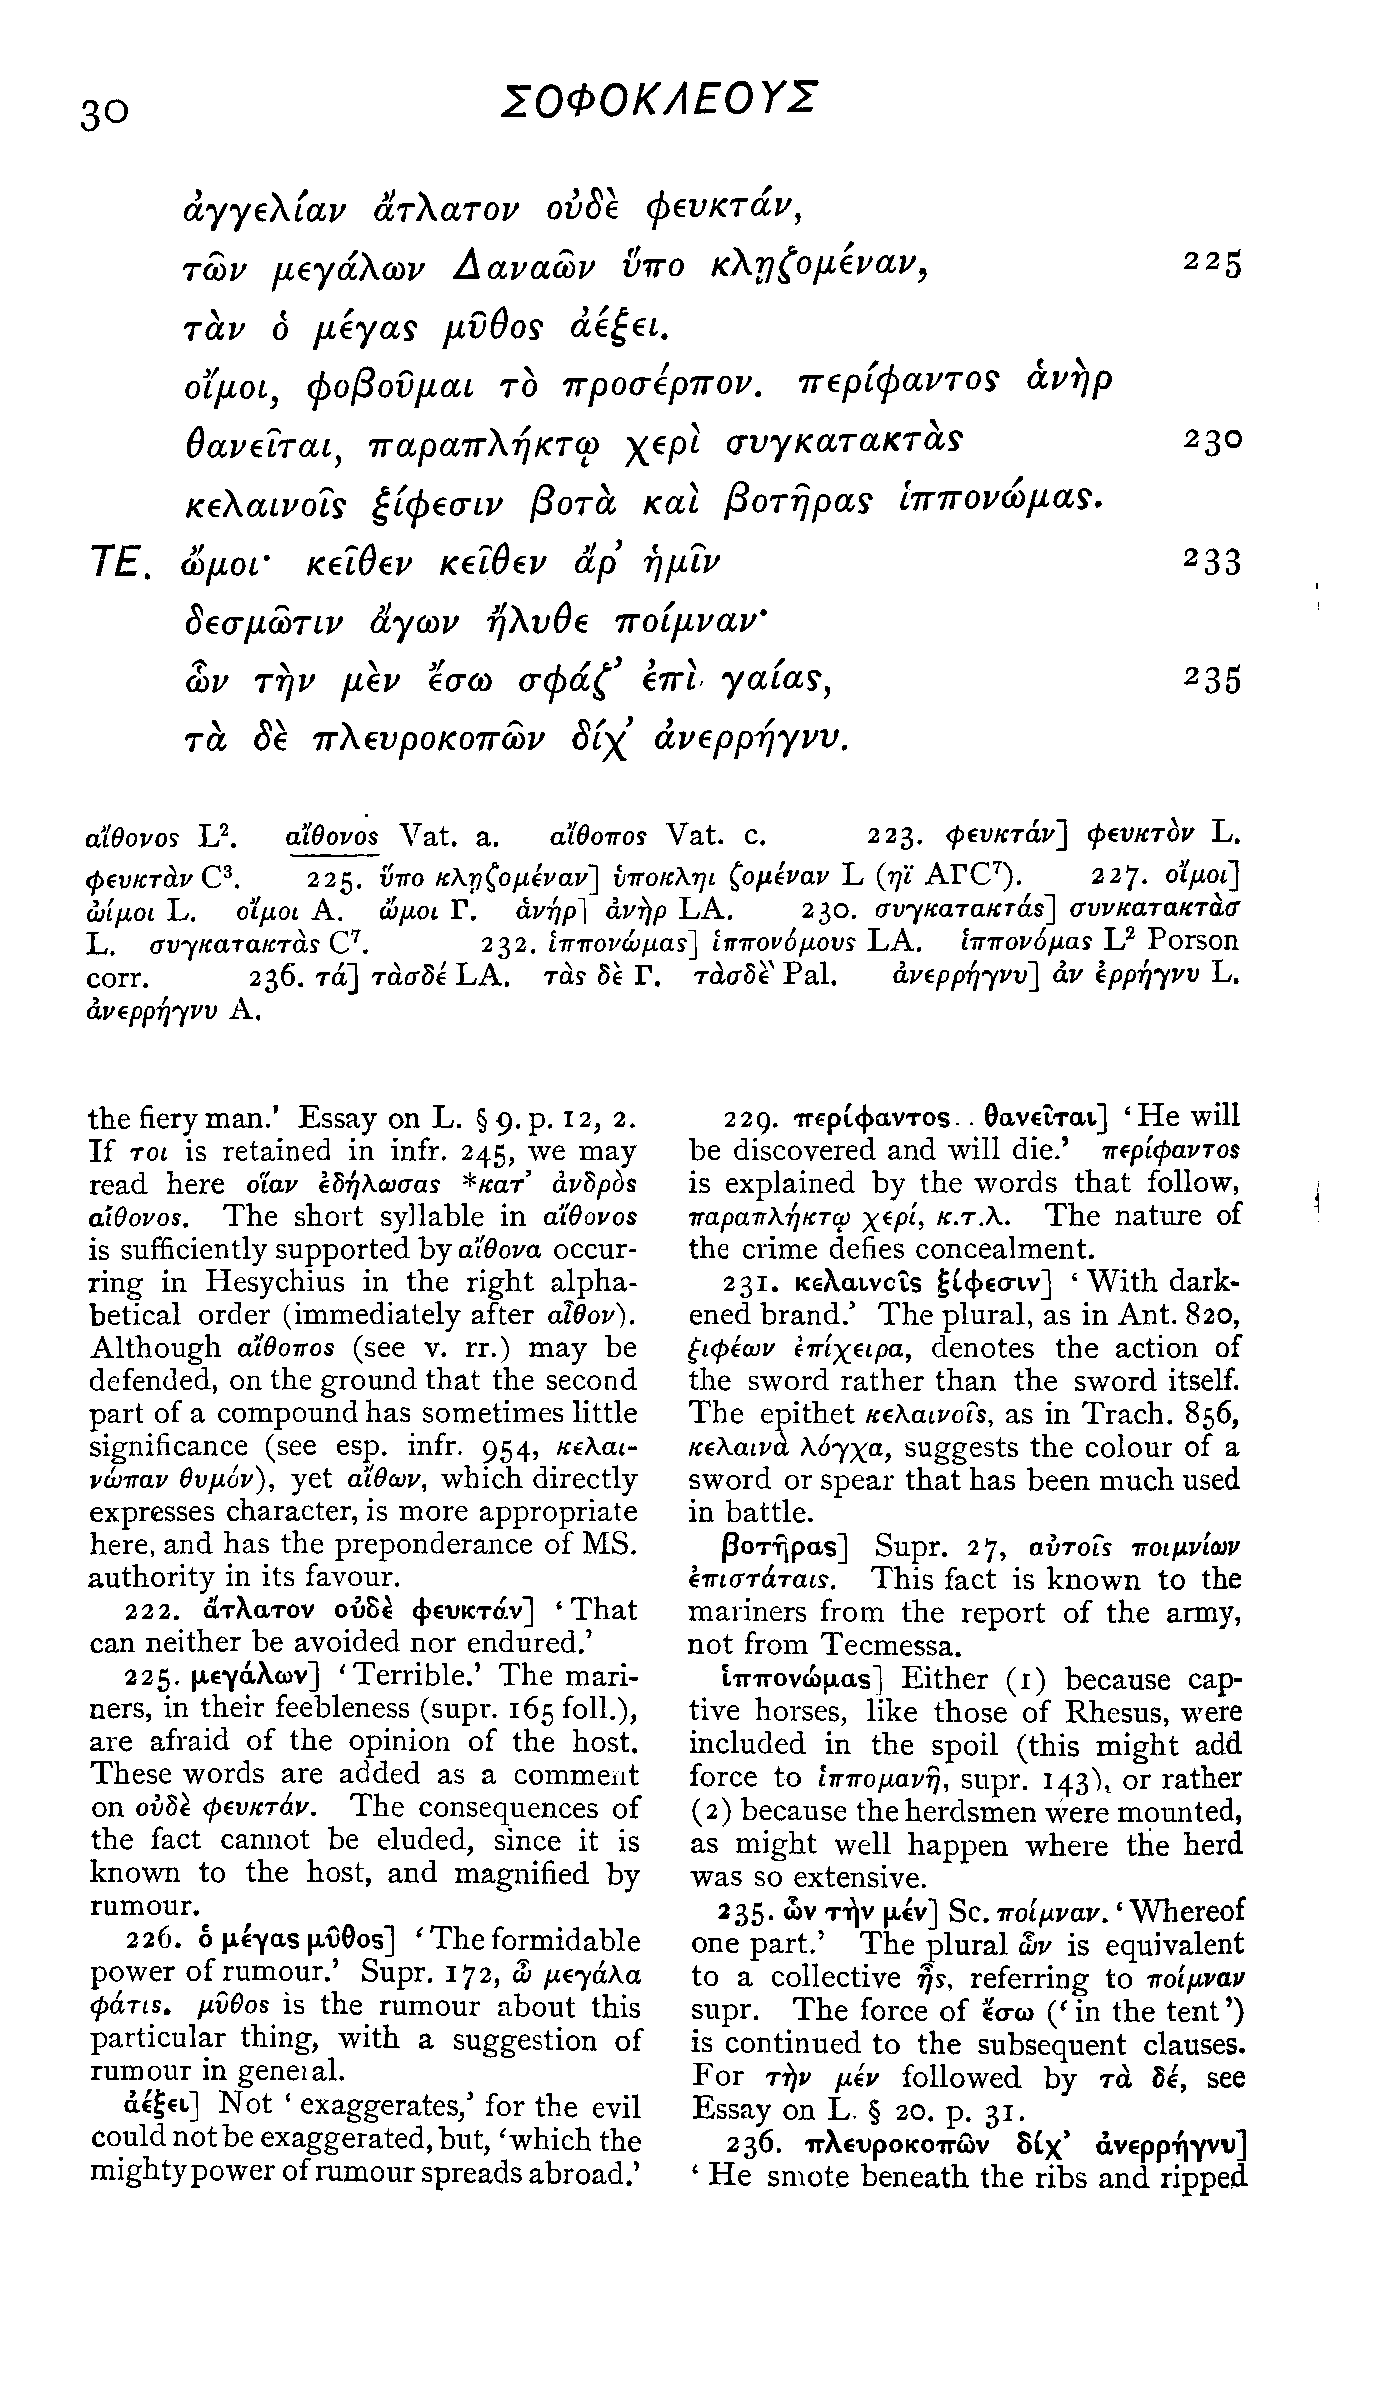 30
ΣΟΦΟΚΛΕΟΥΣ
ἀγγελίαν ἄτλατον οὐδὲ φευκτάν,
τῶν μεγάλων Δαναῶν ὕπο κλῃζομέναν, 225
τὰν ὁ μέγας μῦθος ἀέξει.
οἴμοι, φοβοῦμαι τὸ προσέρπον. περίφαντος ἁνὴρ
θανεῖται, παραπλήκτῳ χερὶ συγκατακτὰς 230
κελαινοῖς ξίφεσιν βοτὰ καὶ βοτῆρας ἱππονώμας.
ΤΕ. ὤμοι· κεῖθεν κεῖθεν ἄρ’ ἡμῖν 233
δεσμῶτιν ἄγων ἤλυθε ποίμναν·
ὧν τὴν μὲν ἔσω σφάζ’ ἐπὶ γαίας, 235
τὰ δὲ πλευροκοπῶν δίχ’ ἀνερρήγνυ.
αἴθονος L². αἴθονος Vat. a. αἴθοπος Vat. c. 223. φευκτάν] φευκτὸν L.
φευκτὰν C³. 225. ὕπο κλῃζομέναν] ὑποκληι ζομέναν L (ηϊ ΑΓC⁷). 227. οἴμοι]
ὠίμοι L. οἴμοι A. ὤμοι Γ. ἁνήρ] ἀνὴρ LA. 230. συγκατακτάς] συνκατακτὰσ
L. συγκατακτὰς C⁷. 232. ἱππονώμας] ἱππονόμους LA. ἱππονόμας L² Porson
corr. 236. τά] τὰσδέ LA. τὰς δὲ Γ. τὰσδὲ Pal. ἀνερρήγνυ] ἀν ἐρρήγνυ L.
ἀνερρήγνυ A.
the fiery man.’ Essay on L. § 9. p. 12, 2.
If τοι is retained in infr. 245, we may
read here οἵαν ἐδήλωσας *κατ’ ἀνδρὸς
αἴθονος. The short syllable in αἴθονος
is sufficiently supported by αἴθονα occur-
ring in Hesychius in the right alpha-
betical order (immediately after αἶθον).
Although αἴθοπος (see v. rr.) may be
defended, on the ground that the second
part of a compound has sometimes little
significance (see esp. infr. 954, κελαι-
νώπαν θυμόν), yet αἴθων, which directly
expresses character, is more appropriate
here, and has the preponderance of MS.
authority in its favour.
222. ἄτλατον οὐδὲ φευκτάν] ‘That
can neither be avoided nor endured.’
225. μεγάλων] ‘Terrible.’ The mari-
ners, in their feebleness (supr. 165 foll.),
are afraid of the opinion of the host.
These words are added as a comment
on οὐδὲ φευκτάν. The consequences of
the fact cannot be eluded, since it is
known to the host, and magnified by
rumour.
226. ὁ μέγας μῦθος] ‘The formidable
power of rumour.’ Supr. 172, ὦ μεγάλα
φάτις. μῦθος is the rumour about this
particular thing, with a suggestion of
rumour in general.
ἀέξει] Not ‘exaggerates,’ for the evil
could not be exaggerated, but, ‘which the
mighty power of rumour spreads abroad.’
229. περίφαντος . . θανεῖται] ‘He will
be discovered and will die.’ περίφαντος
is explained by the words that follow,
παραπλήκτῳ χερί, κ.τ.λ. The nature of
the crime defies concealment.
231. κελαινοῖς ξίφεσιν] ‘With dark-
ened brand.’ The plural, as in Ant. 820,
ξιφέων ἐπίχειρα, denotes the action of
the sword rather than the sword itself.
The epithet κελαινοῖς, as in Trach. 856,
κελαινὰ λόγχα, suggests the colour of a
sword or spear that has been much used
in battle.
βοτῆρας] Supr. 27, αὐτοῖς ποιμνίων
ἐπιστάταις. This fact is known to the
mariners from the report of the army,
not from Tecmessa.
ἱππονώμας] Either (1) because cap-
tive horses, like those of Rhesus, were
included in the spoil (this might add
force to ἱππομανῆ, supr. 143), or rather
(2) because the herdsmen were mounted,
as might well happen where the herd
was so extensive.
235. ὧν τὴν μέν] Sc. ποίμναν. ‘Whereof
one part.’ The plural ὧν is equivalent
to a collective ἧς, referring to ποίμναν
supr. The force of ἔσω (‘in the tent’)
is continued to the subsequent clauses.
For τὴν μέν followed by τὰ δέ, see
Essay on L. § 20. p. 31.
236. πλευροκοπῶν δίχ’ ἀνερρήγνυ]
‘He smote beneath the ribs and ripped